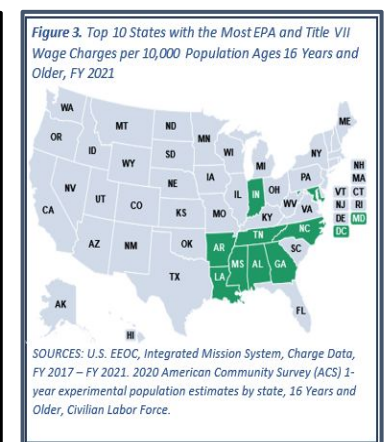 Figure 3. Top 10 States with the Most EPA and Title VII
Wage Charges per 10,000 Population Ages 16 Years and
Older, FY 2021
WA
MT
ND
ME
OR
MN
ID
SD
WI
NY
WY
MI
NH
IA
NE
PA
MA
NV
IL
IN
OH
VT
CT
UT
CO
WV
NJ
RI
CA
KS
MO
KY
VA
DE
MD
DC
TN
NC
AZ
NM
OK
AR
SC
MS
AL
GA
TX
LA
AK
FL
HI
SOURCES: U.S. EEOC, Integrated Mission System, Charge Data,
FY 2017 – FY 2021. 2020 American Community Survey (ACS) 1-
year experimental population estimates by state, 16 Years and
Older, Civilian Labor Force.